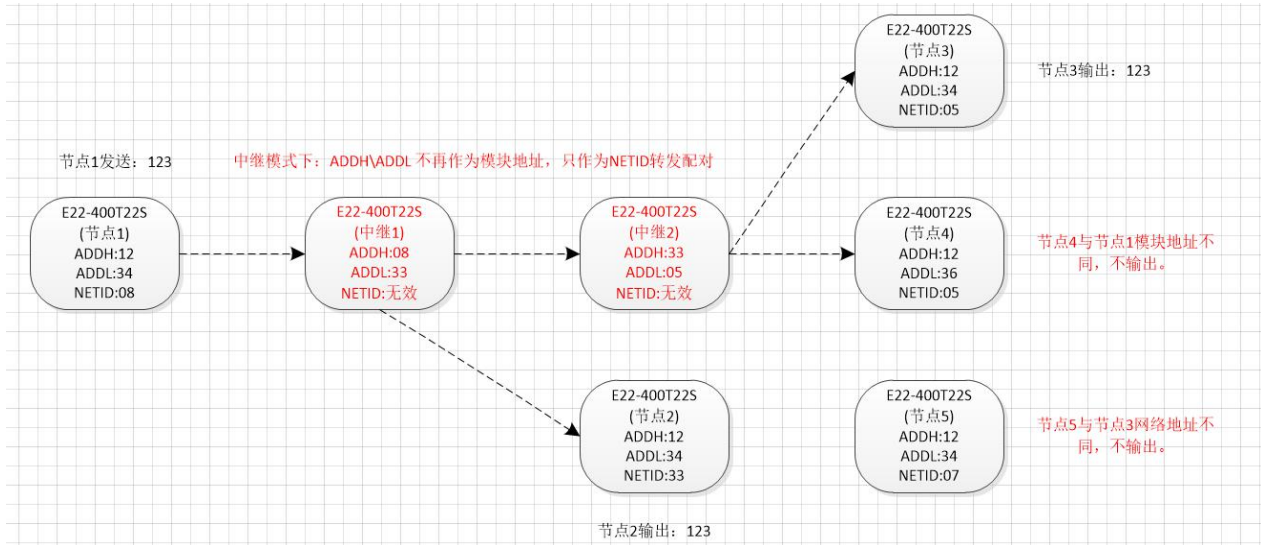 E22-400T22S
(节点3)
ADDH:12
ADDL:34
NETID:05
节点3输出：123
节点1发送：123
中继模式下：ADDH\ADDL 不再作为模块地址，只作为NETID转发配对
E22-400T22S
(节点1)
ADDH:12
ADDL:34
NETID:08
E22-400T22S
(中继1)
ADDH:08
ADDL:33
NETID:无效
E22-400T22S
(中继2)
ADDH:33
ADDL:05
NETID:无效
E22-400T22S
(节点4)
ADDH:12
ADDL:36
NETID:05
节点4与节点1模块地址不
同，不输出。
E22-400T22S
(节点2)
ADDH:12
ADDL:34
NETID:33
节点2输出：123
E22-400T22S
(节点5)
ADDH:12
ADDL:34
NETID:07
节点5与节点3网络地址不
同，不输出。